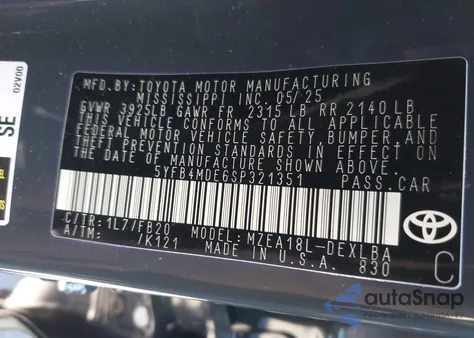 02V00
SE
MFD.BY:TOYOTA MOTOR MANUFACTURING
MISSISSIPPI INC. 05/25
GVWR 3925LB GAWR FR 2315 LB RR 2140 LB
THIS VEHICLE CONFORMS TO ALL APPLICABLE
FEDERAL MOTOR VEHICLE SAFETY, BUMPER, AND
THEFT PREVENTION STANDARDS IN EFFECT ON
THE DATE OF MANUFACTURE SHOWN ABOVE.
5YFB4MDE6SP321351 PASS.CAR
C/TR:1L7/FB20 MODEL:MZEA18L-DEXLBA
A/TM: /K121 MADE IN U.S.A. 830
TOYOTA
C
autoSnap